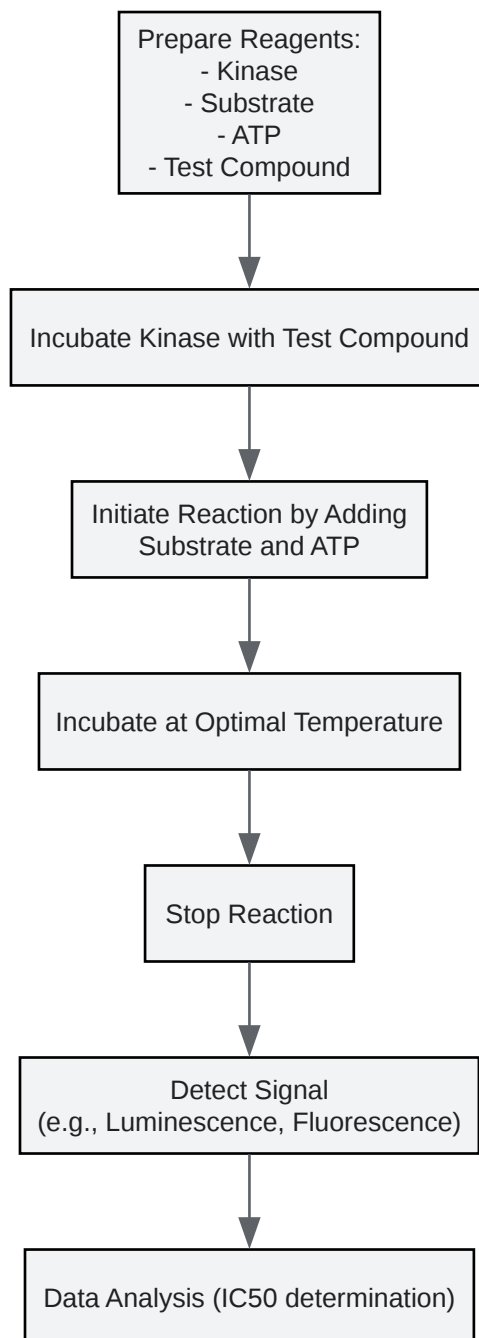 Prepare Reagents:
- Kinase
- Substrate
- ATP
- Test Compound
Incubate Kinase with Test Compound
Initiate Reaction by Adding
Substrate and ATP
Incubate at Optimal Temperature
Stop Reaction
Detect Signal
(e.g., Luminescence, Fluorescence)
Data Analysis (IC50 determination)